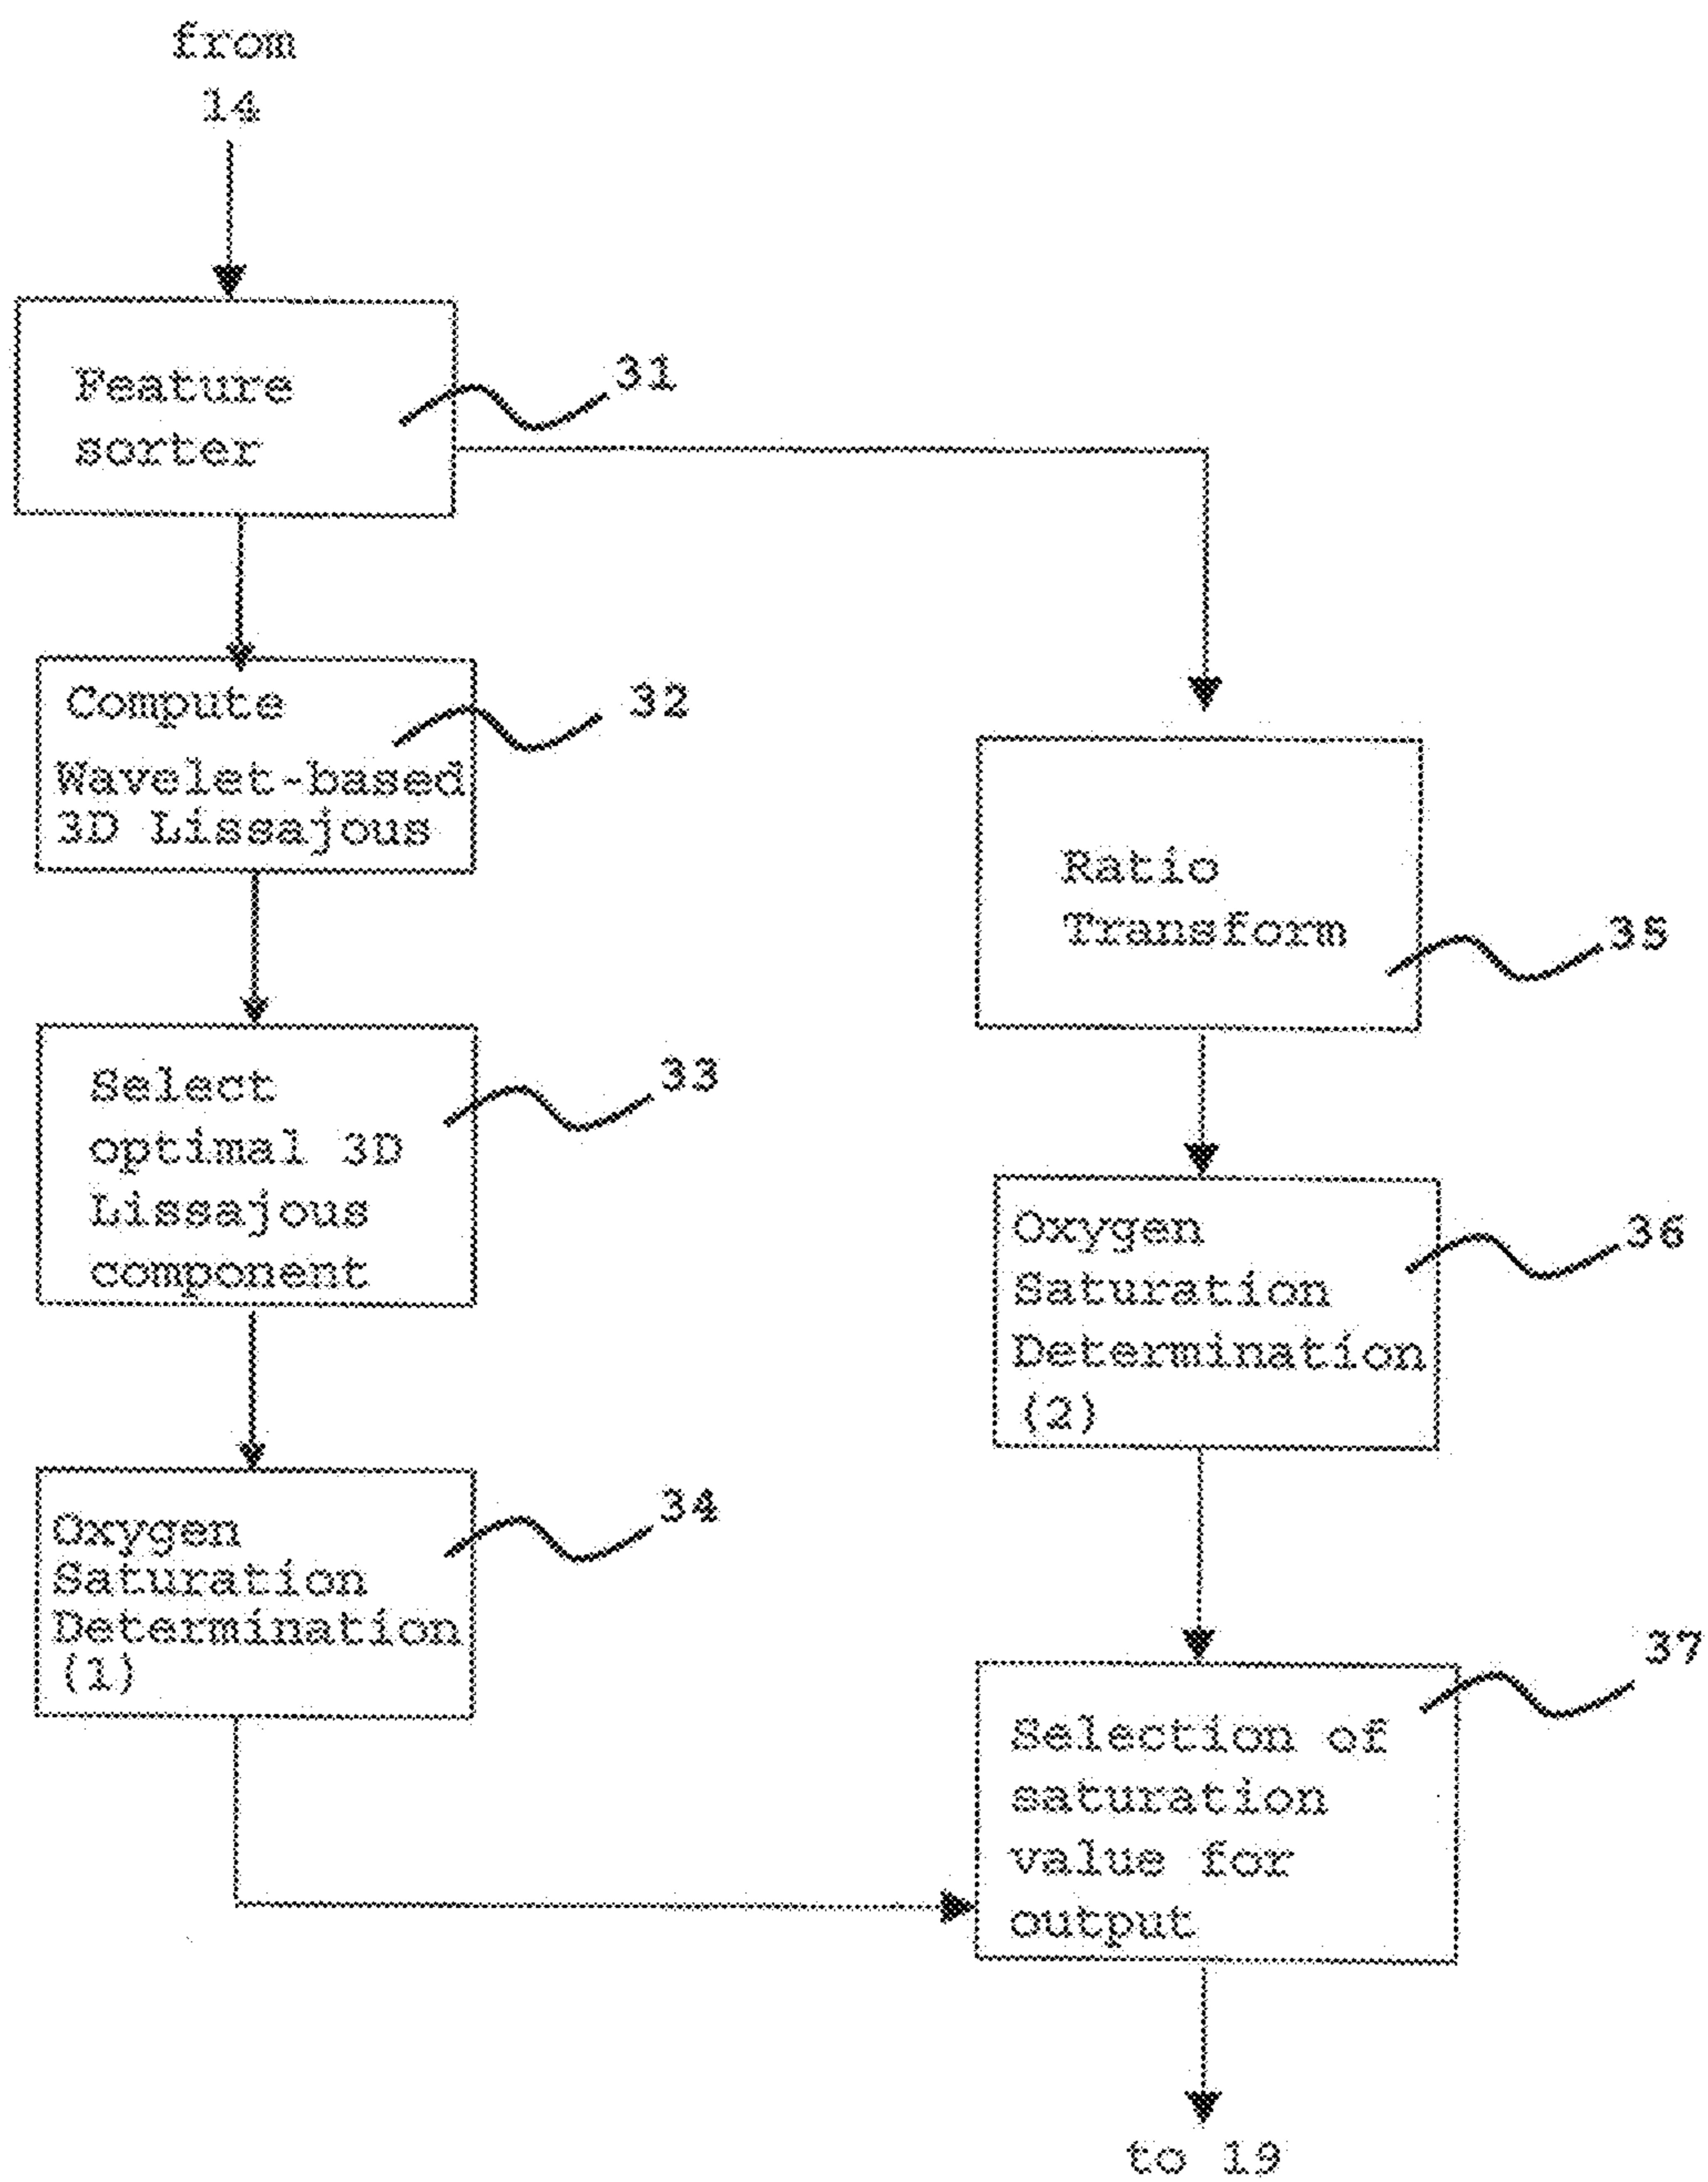 from
14
Feature
sorter
31
Compute
Wavelet-based
3D Lissajous
32
Select
optimal 3D
Lissajous
component
33
Oxygen
Saturation
Determination
(1)
34
Ratio
Transform
35
Oxygen
Saturation
Determination
(2)
36
Selection of
saturation
value for
output
37
to 19